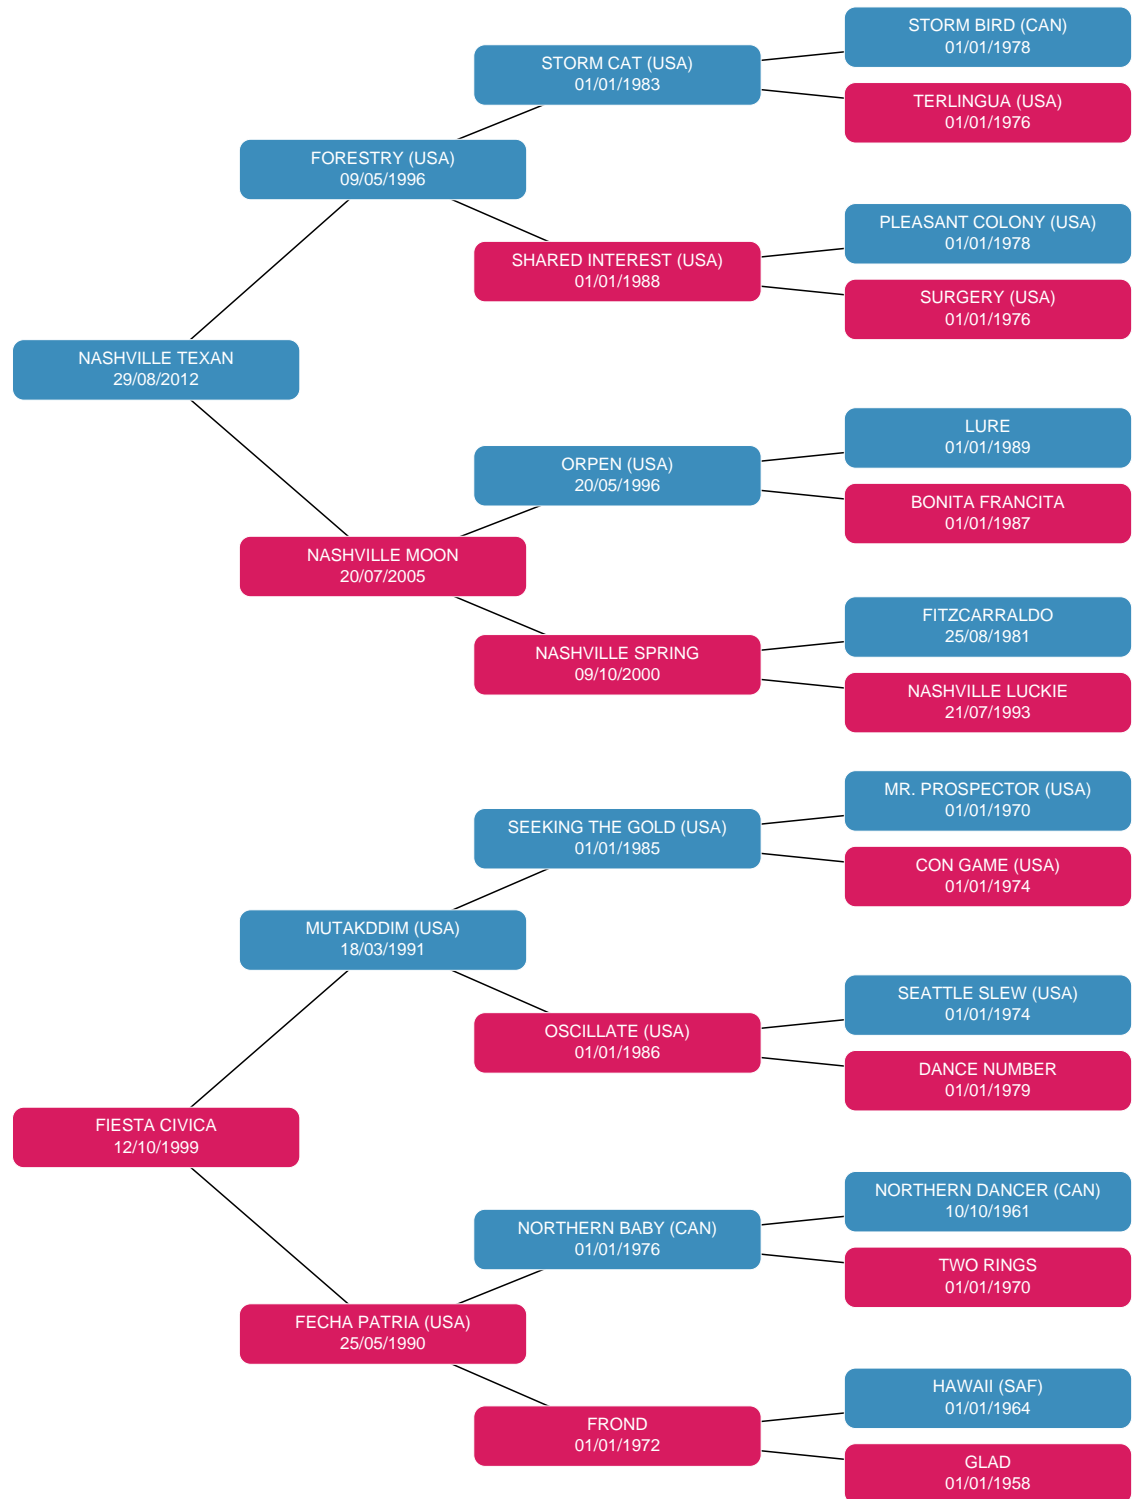 STORM BIRD (CAN)
01/01/1978
STORM CAT (USA)
01/01/1983
TERLINGUA (USA)
01/01/1976
FORESTRY (USA)
09/05/1996
PLEASANT COLONY (USA)
01/01/1978
SHARED INTEREST (USA)
01/01/1988
SURGERY (USA)
01/01/1976
NASHVILLE TEXAN
29/08/2012
LURE
01/01/1989
ORPEN (USA)
20/05/1996
BONITA FRANCITA
01/01/1987
NASHVILLE MOON
20/07/2005
FITZCARRALDO
25/08/1981
NASHVILLE SPRING
09/10/2000
NASHVILLE LUCKIE
21/07/1993
MR. PROSPECTOR (USA)
01/01/1970
SEEKING THE GOLD (USA)
01/01/1985
CON GAME (USA)
01/01/1974
MUTAKDDIM (USA)
18/03/1991
SEATTLE SLEW (USA)
01/01/1974
OSCILLATE (USA)
01/01/1986
DANCE NUMBER
01/01/1979
FIESTA CIVICA
12/10/1999
NORTHERN DANCER (CAN)
10/10/1961
NORTHERN BABY (CAN)
01/01/1976
TWO RINGS
01/01/1970
FECHA PATRIA (USA)
25/05/1990
HAWAII (SAF)
01/01/1964
FROND
01/01/1972
GLAD
01/01/1958